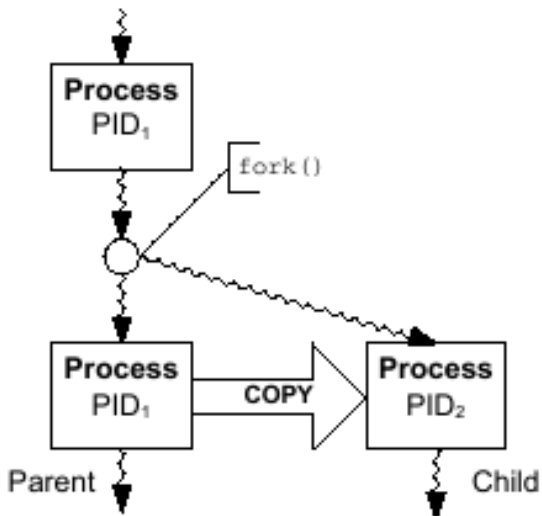 Process
PID₁
fork()
Process
PID₁
COPY
Process
PID₂
Parent
Child